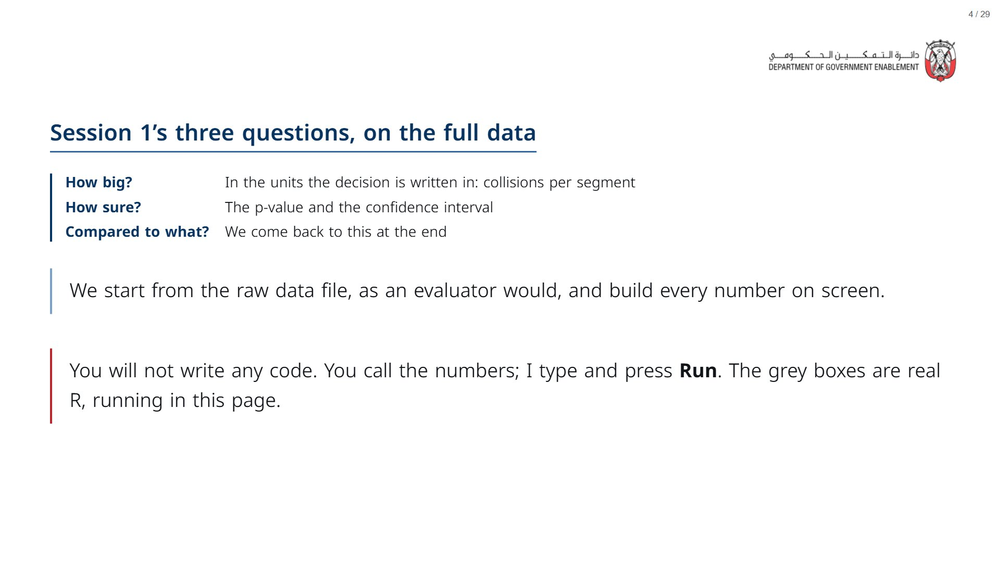 4 / 29
دائرة التمكين الحكومي
DEPARTMENT OF GOVERNMENT ENABLEMENT
Session 1’s three questions, on the full data
How big? In the units the decision is written in: collisions per segment
How sure? The p-value and the confidence interval
Compared to what? We come back to this at the end
We start from the raw data file, as an evaluator would, and build every number on screen.
You will not write any code. You call the numbers; I type and press Run. The grey boxes are real
R, running in this page.